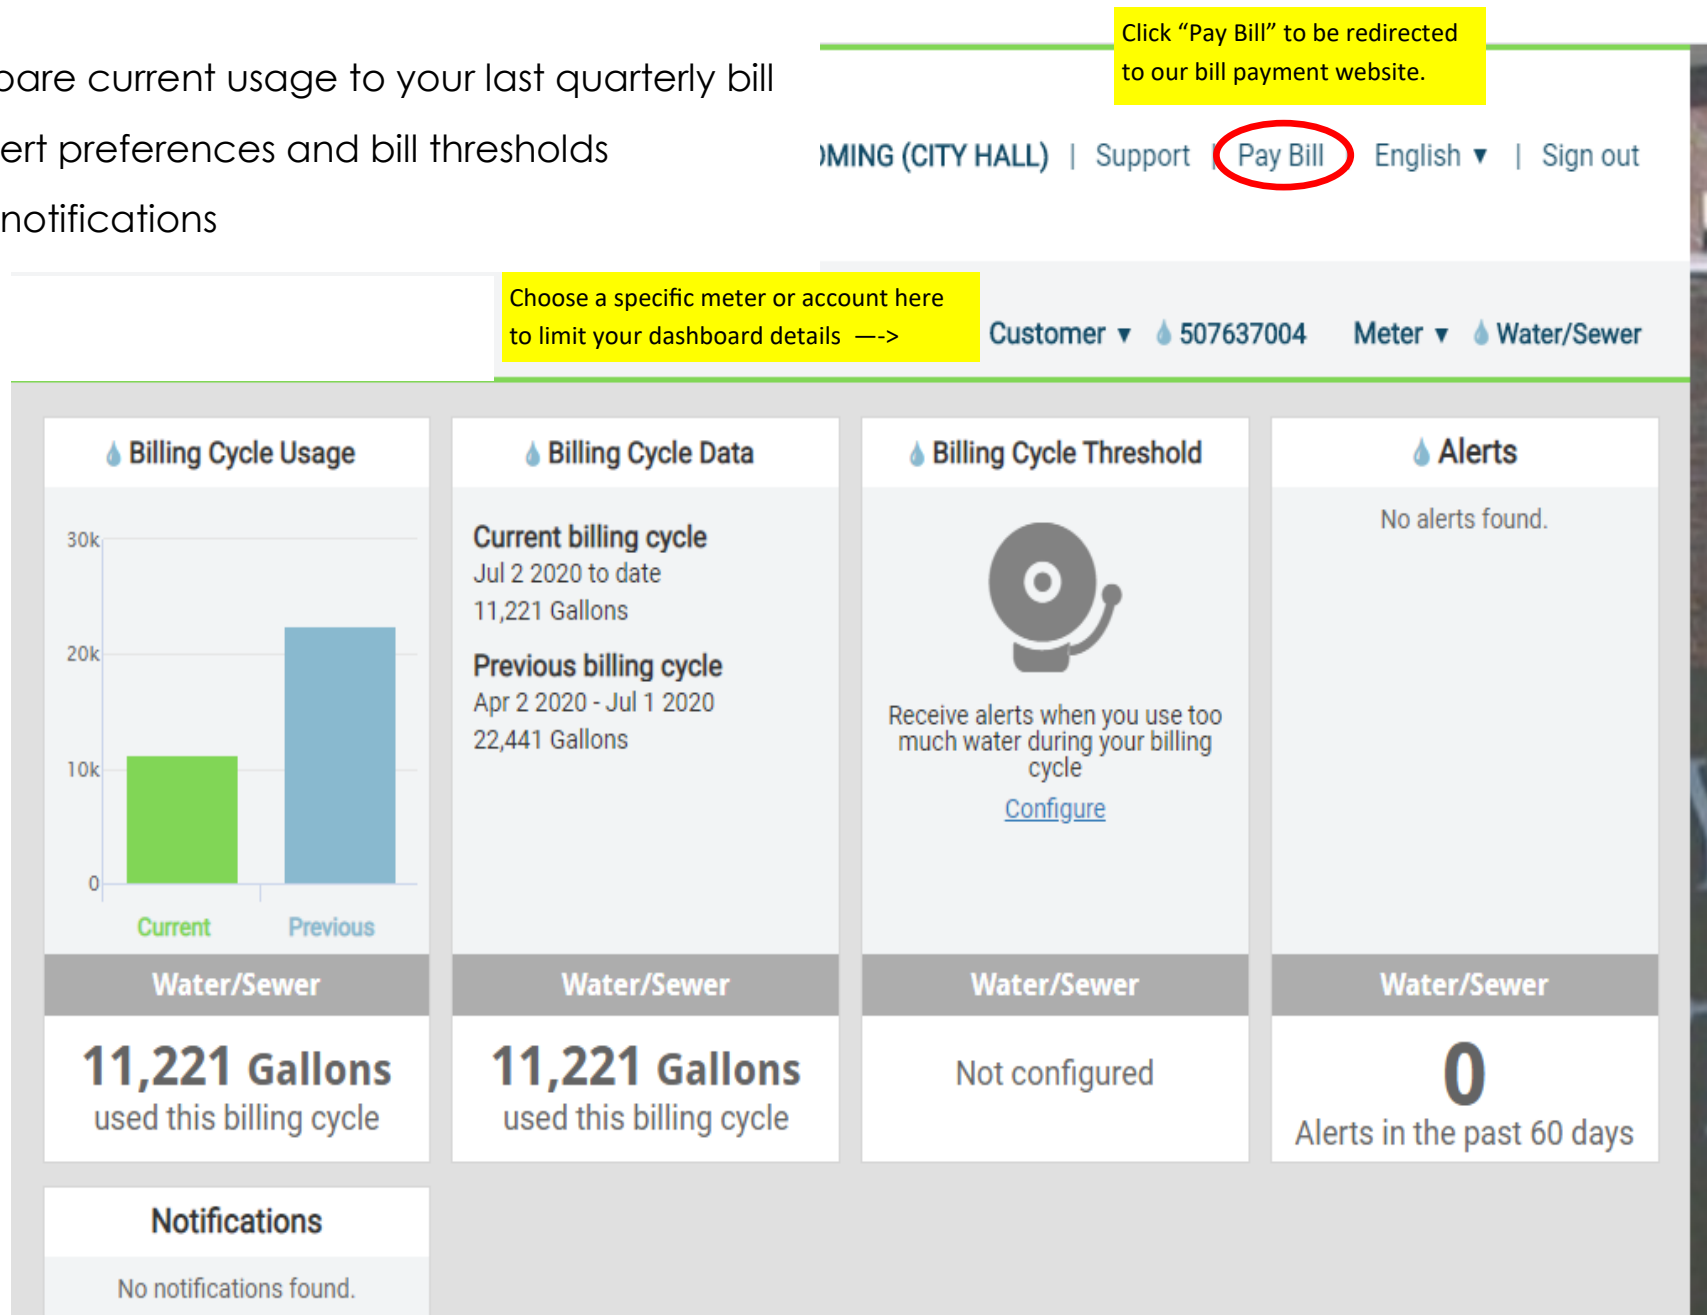 Click “Pay Bill” to be redirected
to our bill payment website.
pare current usage to your last quarterly bill
ert preferences and bill thresholds
notifications
OMING (CITY HALL) | Support | Pay Bill English ▼ | Sign out
Choose a specific meter or account here
to limit your dashboard details —->
Customer ▼ 507637004 Meter ▼ Water/Sewer
Billing Cycle Usage
30k
20k
10k
0
Current Previous
Water/Sewer
11,221 Gallons
used this billing cycle
Billing Cycle Data
Current billing cycle
Jul 2 2020 to date
11,221 Gallons
Previous billing cycle
Apr 2 2020 - Jul 1 2020
22,441 Gallons
Water/Sewer
11,221 Gallons
used this billing cycle
Billing Cycle Threshold
Receive alerts when you use too
much water during your billing
cycle
Configure
Water/Sewer
Not configured
Alerts
No alerts found.
Water/Sewer
0
Alerts in the past 60 days
Notifications
No notifications found.